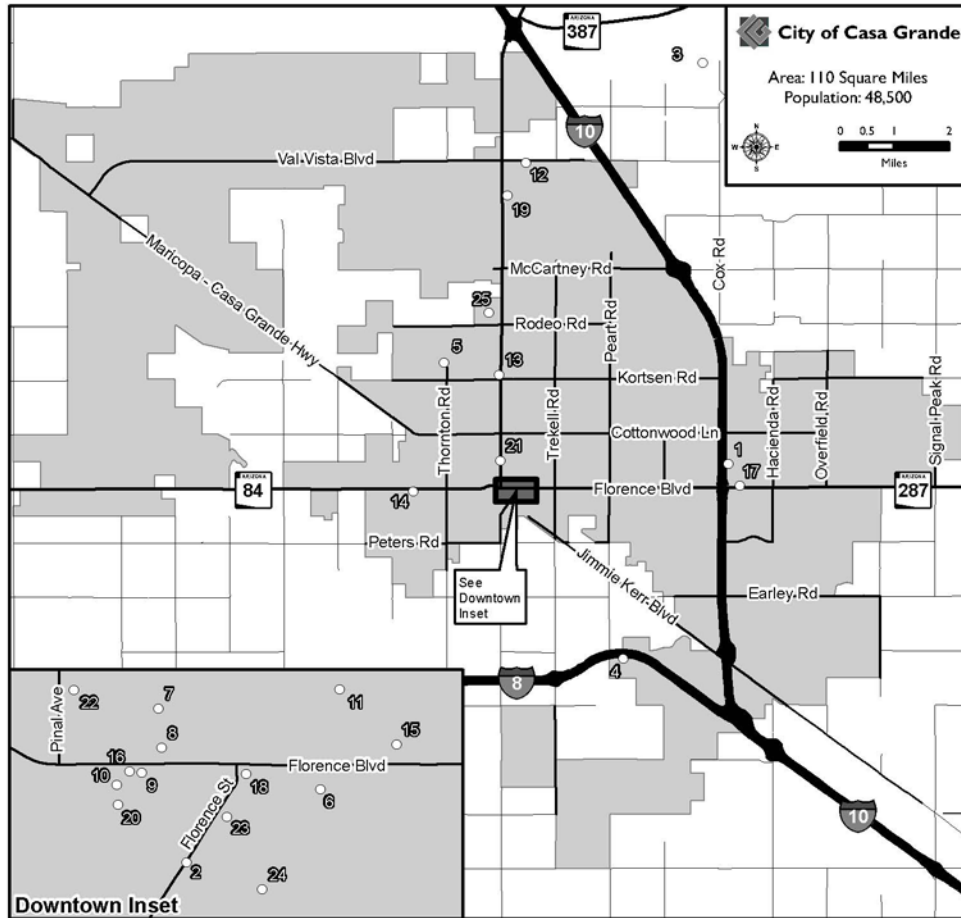 ARIZONA
387
City of Casa Grande
3
Area: 110 Square Miles
Population: 48,500
10
N
W E
S
0 0.5 1 2
Miles
Val Vista Blvd
12
19
Maricopa - Casa Grande Hwy
McCartney Rd
Cox Rd
25
Rodeo Rd
Peart Rd
5
13
Kortsen Rd
Thornton Rd
Trekell Rd
Cottonwood Ln
Hacienda Rd
Overfield Rd
Signal Peak Rd
21
1
17
ARIZONA
84
14
Florence Blvd
ARIZONA
287
Peters Rd
See
Downtown
Inset
Jimmie Kerr Blvd
Earley Rd
4
8
10
Pinal Ave
22
7
11
8
15
16
Florence Blvd
10
9
18
6
20
Florence St
23
2
24
Downtown Inset